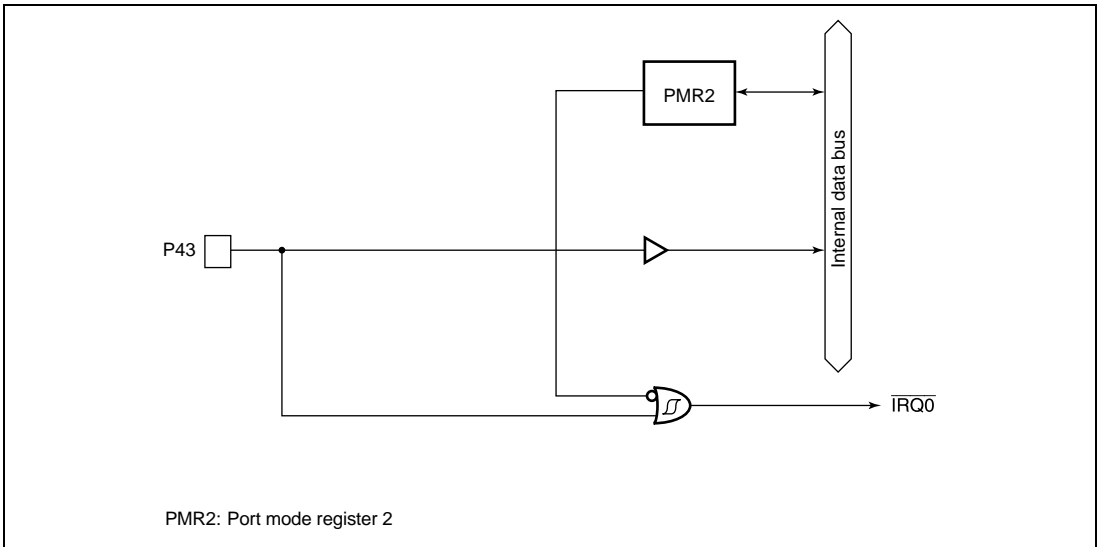 PMR2
Internal data bus
P43
IRQ0
PMR2: Port mode register 2